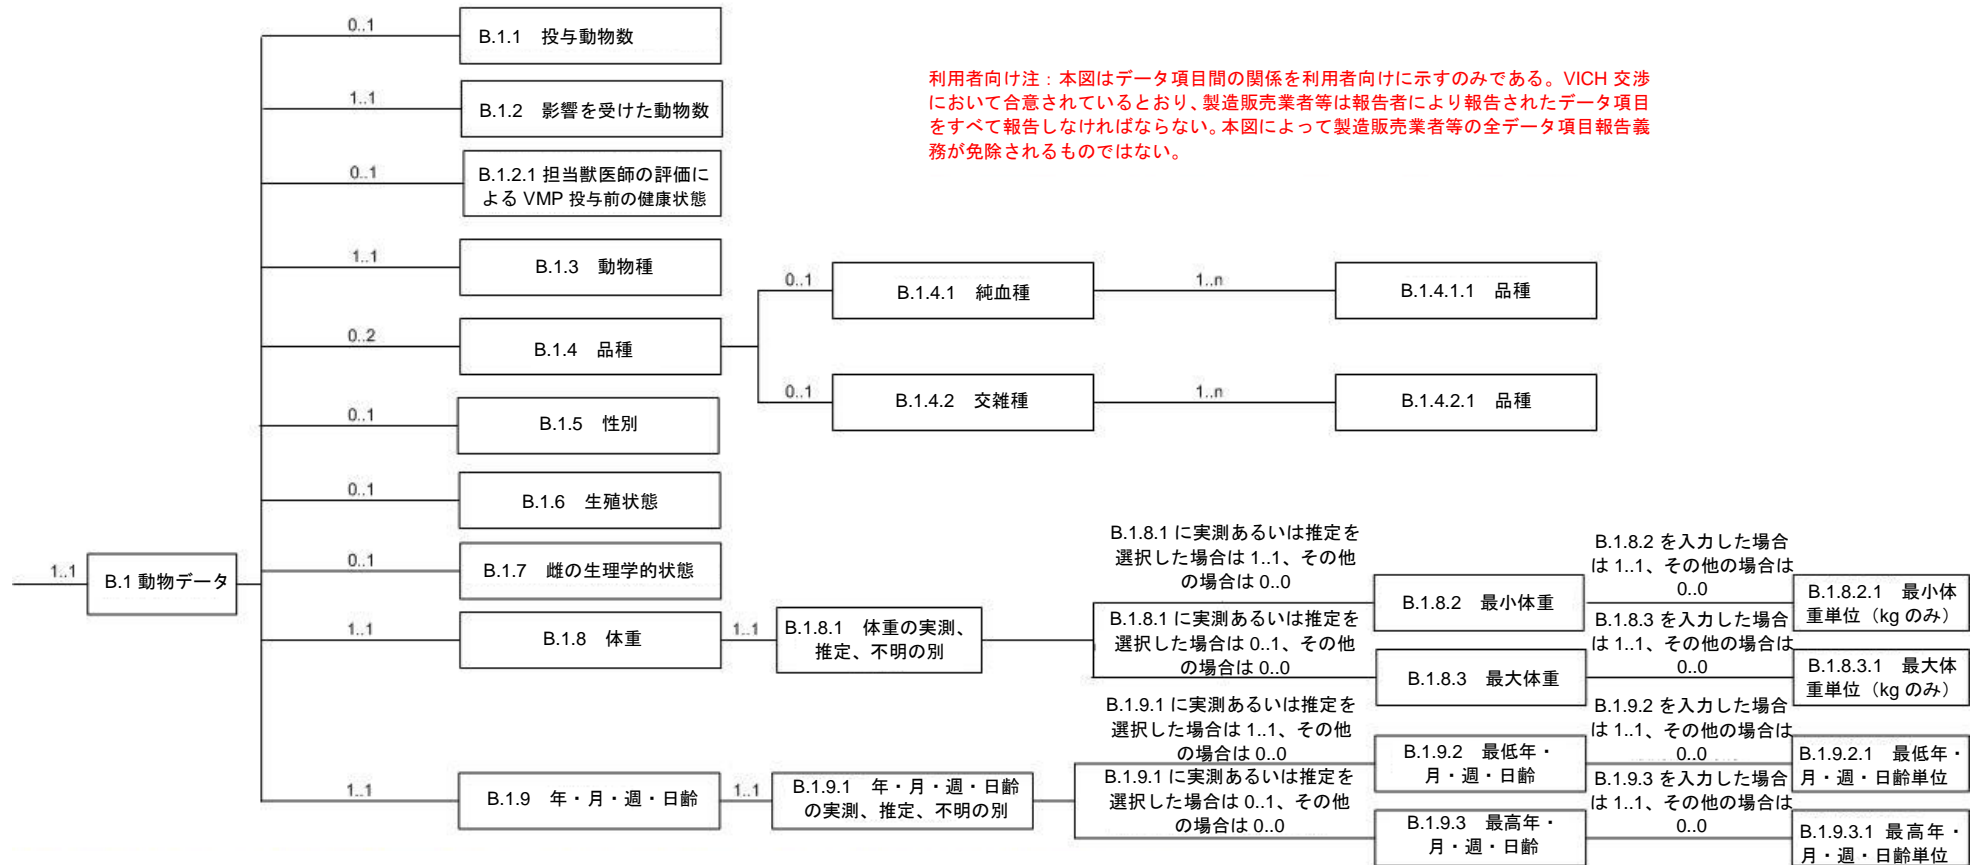 0..1
B.1.1 投与動物数
利用者向け注：本図はデータ項目間の関係を利用者向けに示すのみである。VICH 交渉
において合意されているとおり、製造販売業者等は報告者により報告されたデータ項目
をすべて報告しなければならない。本図によって製造販売業者等の全データ項目報告義
務が免除されるものではない。
1..1
B.1.2 影響を受けた動物数
0..1
B.1.2.1 担当獣医師の評価に
よる VMP 投与前の健康状態
1..1
B.1.3 動物種
0..1
B.1.4.1 純血種
1..n
B.1.4.1.1 品種
0..2
B.1.4 品種
0..1
B.1.4.2 交雑種
1..n
B.1.4.2.1 品種
0..1
B.1.5 性別
0..1
B.1.6 生殖状態
0..1
B.1.7 雌の生理学的状態
1..1
B.1 動物データ
1..1
B.1.8 体重
1..1
B.1.8.1 体重の実測、
推定、不明の別
B.1.8.1 に実測あるいは推定を
選択した場合は 1..1、その他
の場合は 0..0
B.1.8.2 最小体重
B.1.8.2 を入力した場合
は 1..1、その他の場合は
0..0
B.1.8.2.1 最小体
重単位（kg のみ）
B.1.8.1 に実測あるいは推定を
選択した場合は 0..1、その他
の場合は 0..0
B.1.8.3 最大体重
B.1.8.3 を入力した場合
は 1..1、その他の場合は
0..0
B.1.8.3.1 最大体
重単位（kg のみ）
1..1
B.1.9 年・月・週・日齢
1..1
B.1.9.1 年・月・週・日齢
の実測、推定、不明の別
B.1.9.1 に実測あるいは推定を
選択した場合は 1..1、その他
の場合は 0..0
B.1.9.2 最低年・
月・週・日齢
B.1.9.2 を入力した場合
は 1..1、その他の場合は
0..0
B.1.9.2.1 最低年・
月・週・日齢単位
B.1.9.1 に実測あるいは推定を
選択した場合は 0..1、その他
の場合は 0..0
B.1.9.3 最高年・
月・週・日齢
B.1.9.3 を入力した場合
は 1..1、その他の場合は
0..0
B.1.9.3.1 最高年・
月・週・日齢単位